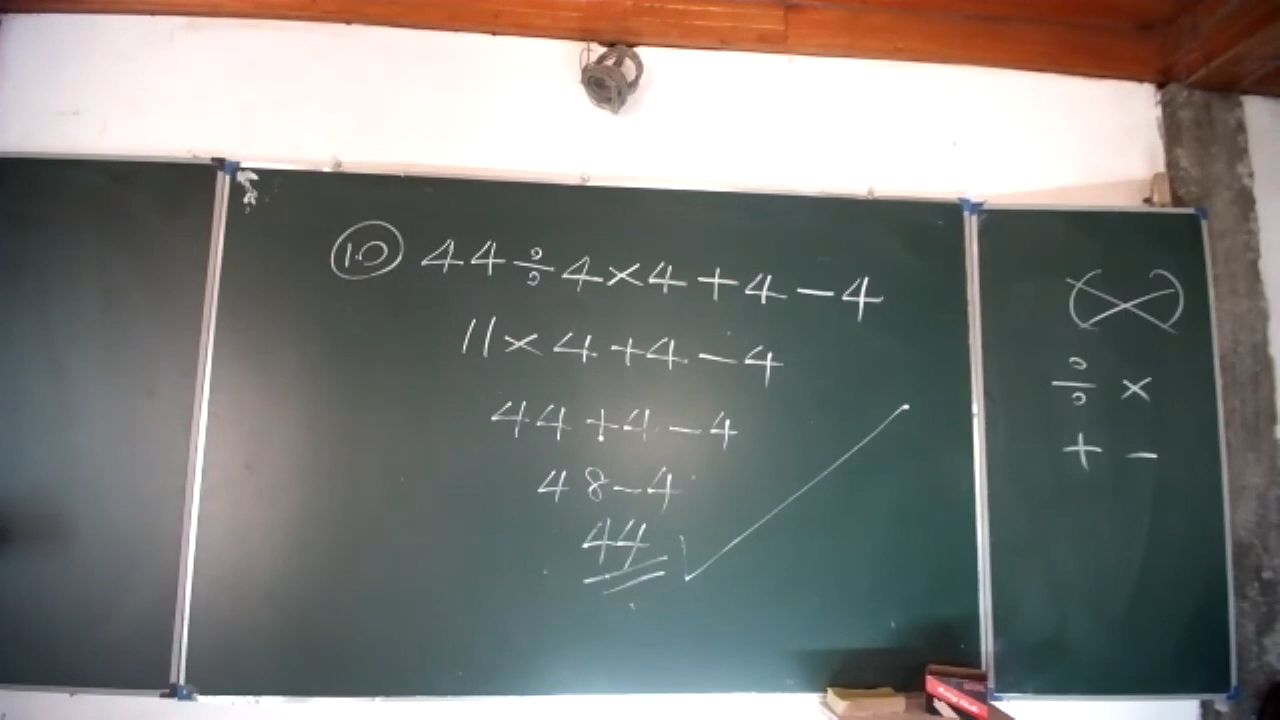 10 44 ÷ 4 × 4 + 4 - 4
11 × 4 + 4 - 4
44 + 4 - 4
48 - 4
44
( × )
÷ ×
+ -